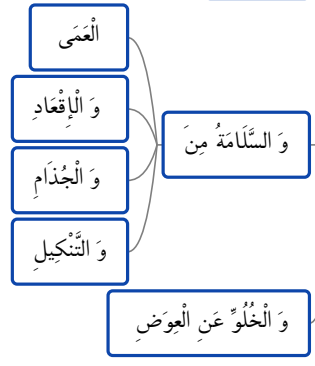 وَ السَّلَامَةُ مِنَ
الْعَمَى
وَ الْإِقْعَادِ
وَ الْجُذَامِ
وَ التَّنْكِيلِ
وَ الْخُلُوِّ عَنِ الْعِوَضِ